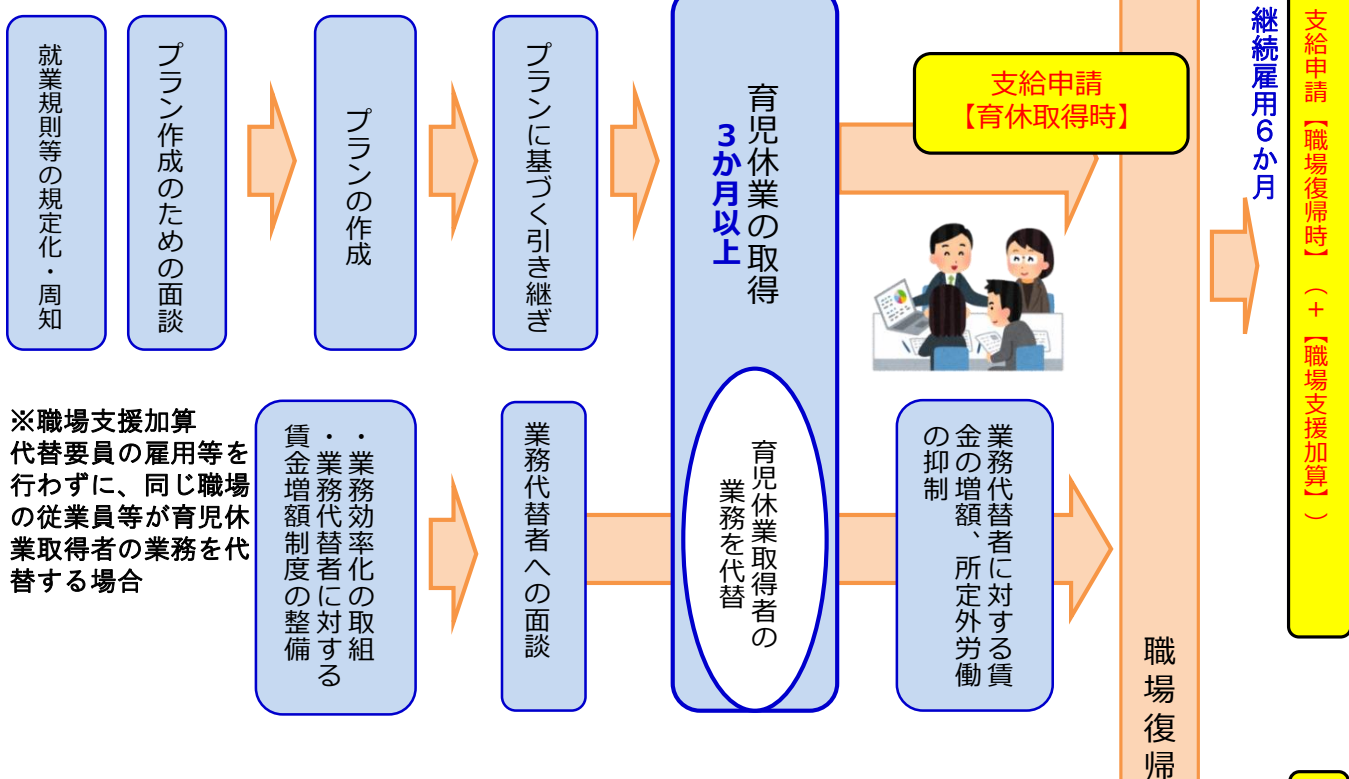 就業規則等の規定化・周知
プラン作成のための面談
プランの作成
プランに基づく引き継ぎ
育児休業の取得
3か月以上
支給申請
【育休取得時】
継続雇用6か月
支給申請【職場復帰時】(+【職場支援加算】)
※職場支援加算
代替要員の雇用等を
行わずに、同じ職場
の従業員等が育児休
業取得者の業務を代
替する場合
・業務効率化の取組
・業務代替者に対する
賃金増額制度の整備
業務代替者への面談
育児休業取得者の
業務を代替
業務代替者に対する賃
金の増額、所定外労働
の抑制
職場復帰